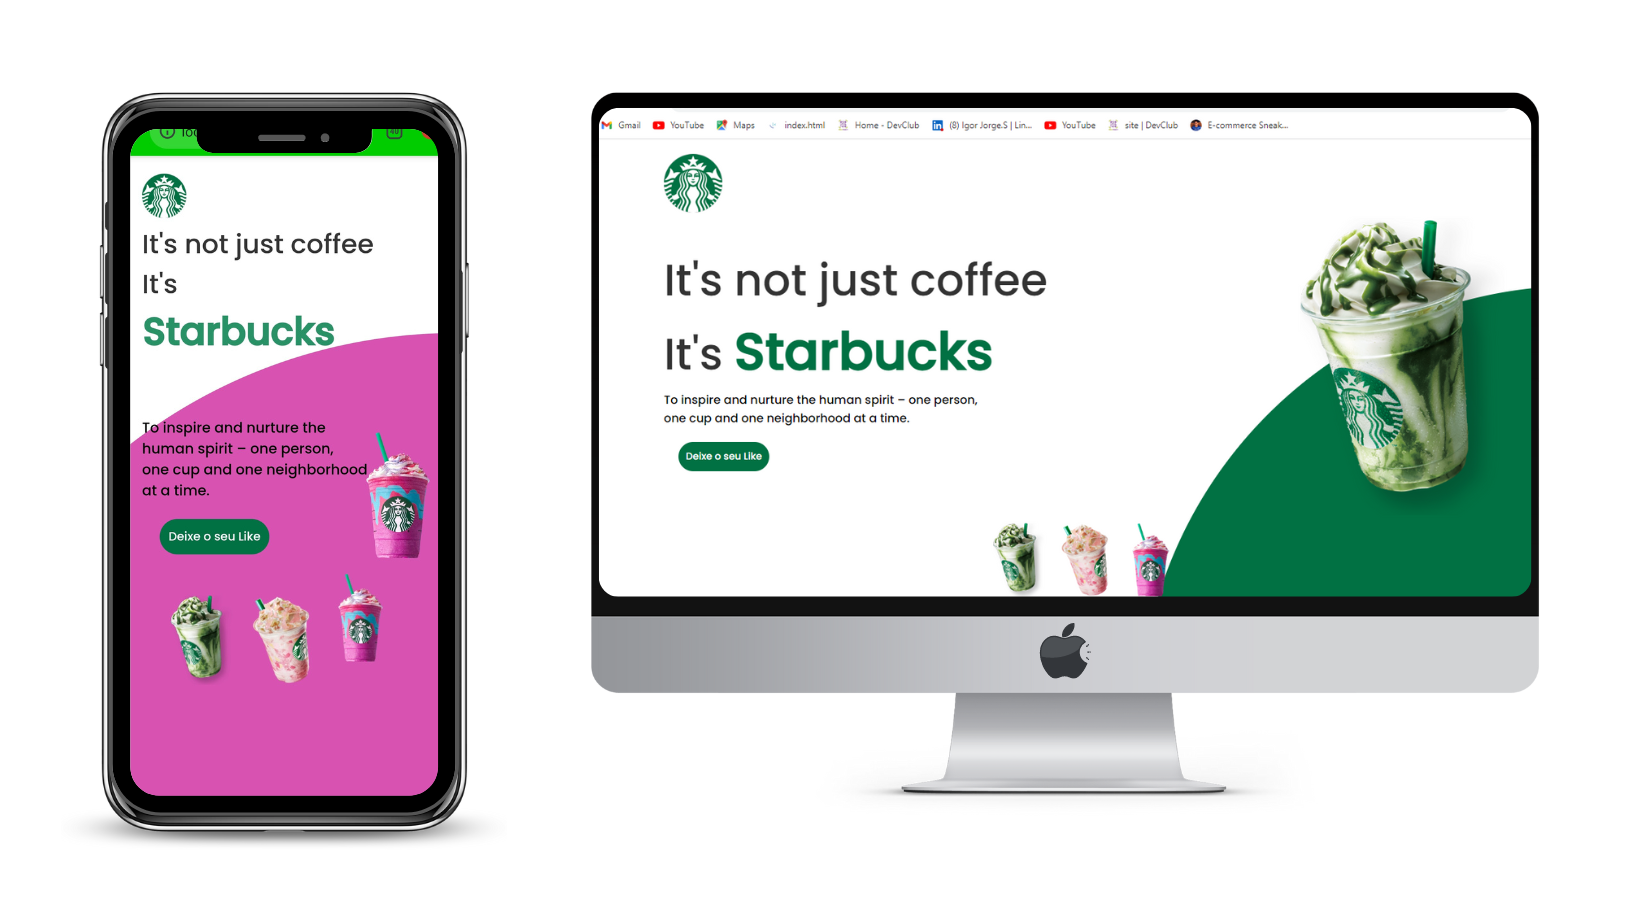 It's not just coffee
It's
Starbucks
To inspire and nurture the
human spirit – one person,
one cup and one neighborhood
at a time.
Deixe o seu Like
Gmail YouTube Maps index.html Home - DevClub (8) Igor Jorge.S | Lin... YouTube site | DevClub E-commerce Sneak...
It's not just coffee
It's Starbucks
To inspire and nurture the human spirit – one person,
one cup and one neighborhood at a time.
Deixe o seu Like